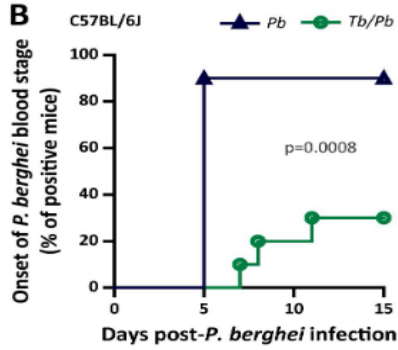 B
C57BL/6J
Pb
Tb/Pb
Onset of P. berghei blood stage
(% of positive mice)
100
80
60
40
20
0
p=0.0008
0
5
10
15
Days post-P. berghei infection